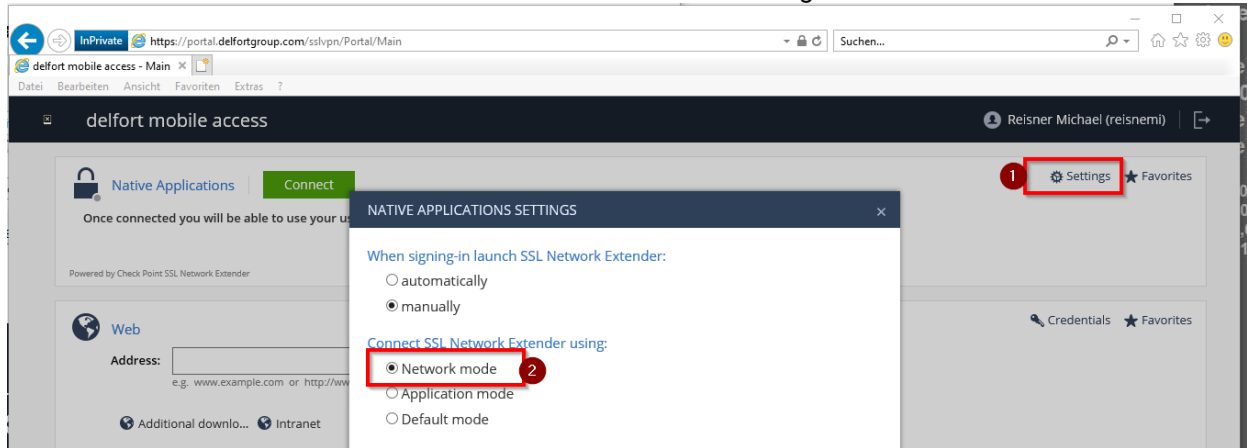 InPrivate https://portal.delfortgroup.com/sslvpn/Portal/Main Suchen...
delfort mobile access - Main
Datei Bearbeiten Ansicht Favoriten Extras ?
delfort mobile access Reisner Michael (reisnemi)
Native Applications Connect 1 Settings Favorites
Once connected you will be able to use your us
NATIVE APPLICATIONS SETTINGS
When signing-in launch SSL Network Extender:
automatically
Powered by Check Point SSL Network Extender
manually
Web Credentials Favorites
Connect SSL Network Extender using:
Address:
Network mode 2
e.g. www.example.com or http://ww
Application mode
Additional downlo... Intranet
Default mode